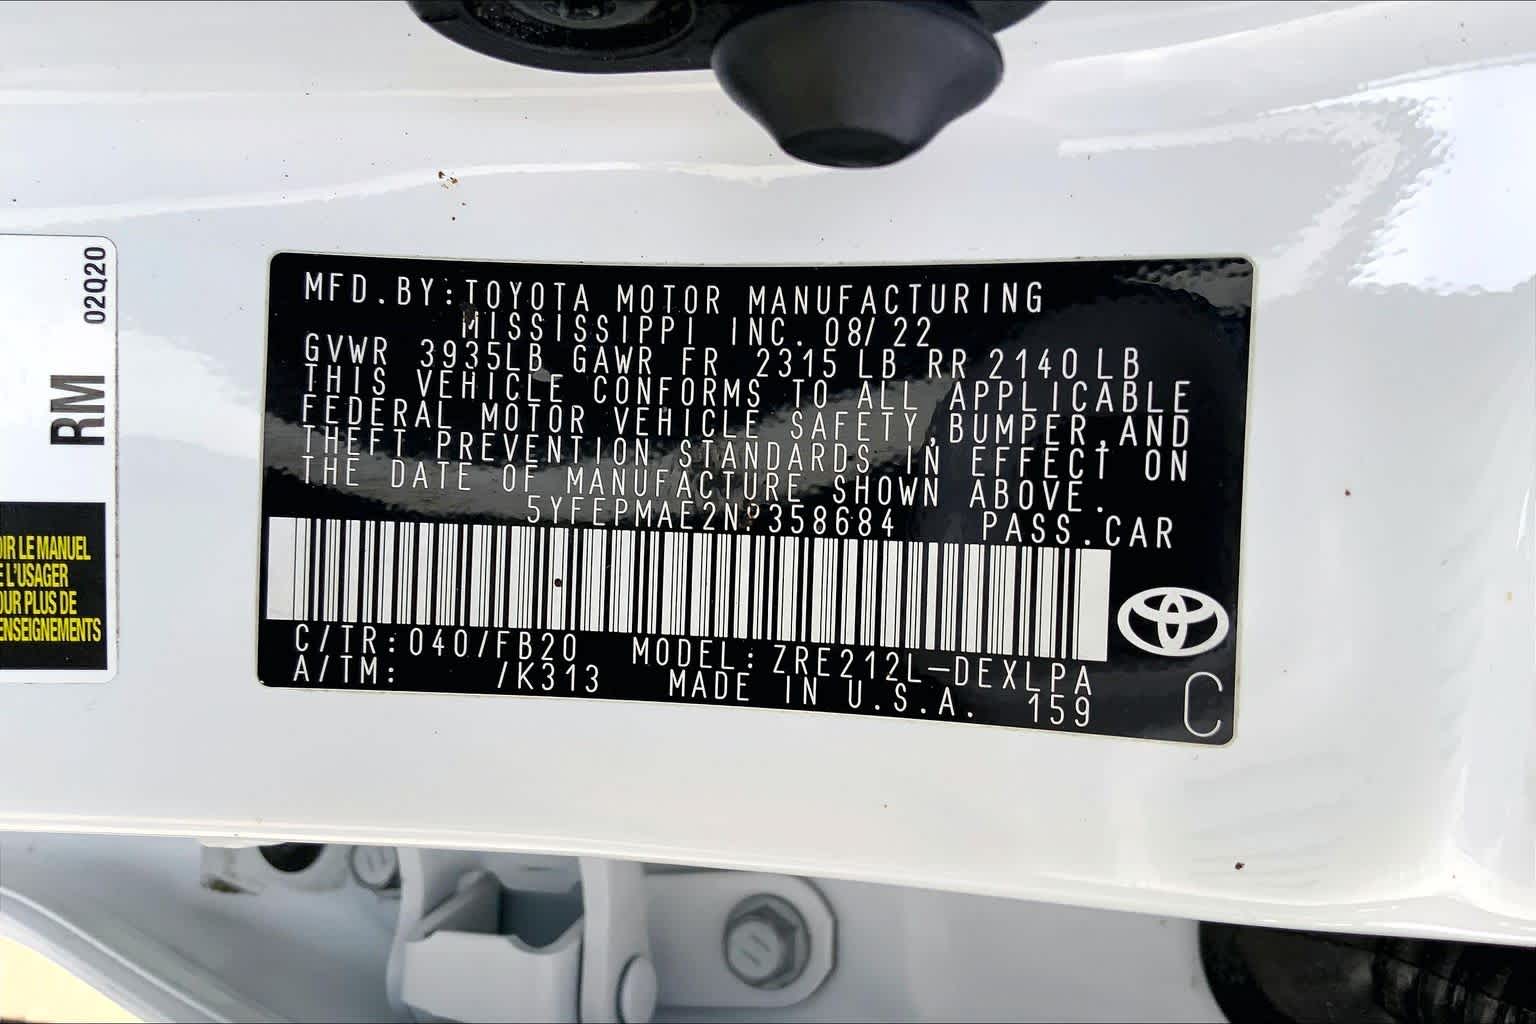 02Q20
RM
OIR LE MANUEL
E L'USAGER
OUR PLUS DE
ENSEIGNEMENTS
MFD.BY:TOYOTA MOTOR MANUFACTURING
MISSISSIPPI INC. 08/22
GVWR 3935LB GAWR FR 2315 LB RR 2140 LB
THIS VEHICLE CONFORMS TO ALL APPLICABLE
FEDERAL MOTOR VEHICLE SAFETY,BUMPER,AND
THEFT PREVENTION STANDARDS IN EFFECT ON
THE DATE OF MANUFACTURE SHOWN ABOVE.
5YFEPMAE2NP358684 PASS.CAR
C/TR:040/FB20 MODEL:ZRE212L-DEXLPA
A/TM: /K313 MADE IN U.S.A. 159
C